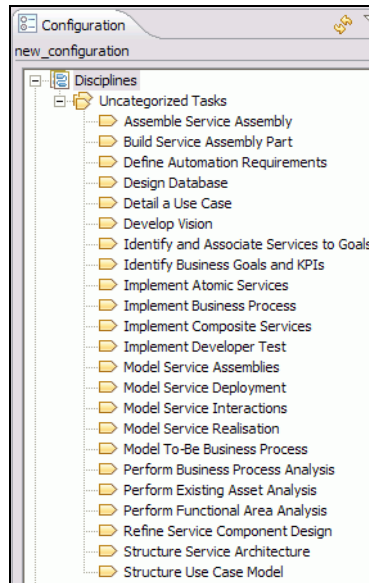 Configuration
new_configuration
Disciplines
Uncategorized Tasks
Assemble Service Assembly
Build Service Assembly Part
Define Automation Requirements
Design Database
Detail a Use Case
Develop Vision
Identify and Associate Services to Goals
Identify Business Goals and KPIs
Implement Atomic Services
Implement Business Process
Implement Composite Services
Implement Developer Test
Model Service Assemblies
Model Service Deployment
Model Service Interactions
Model Service Realisation
Model To-Be Business Process
Perform Business Process Analysis
Perform Existing Asset Analysis
Perform Functional Area Analysis
Refine Service Component Design
Structure Service Architecture
Structure Use Case Model